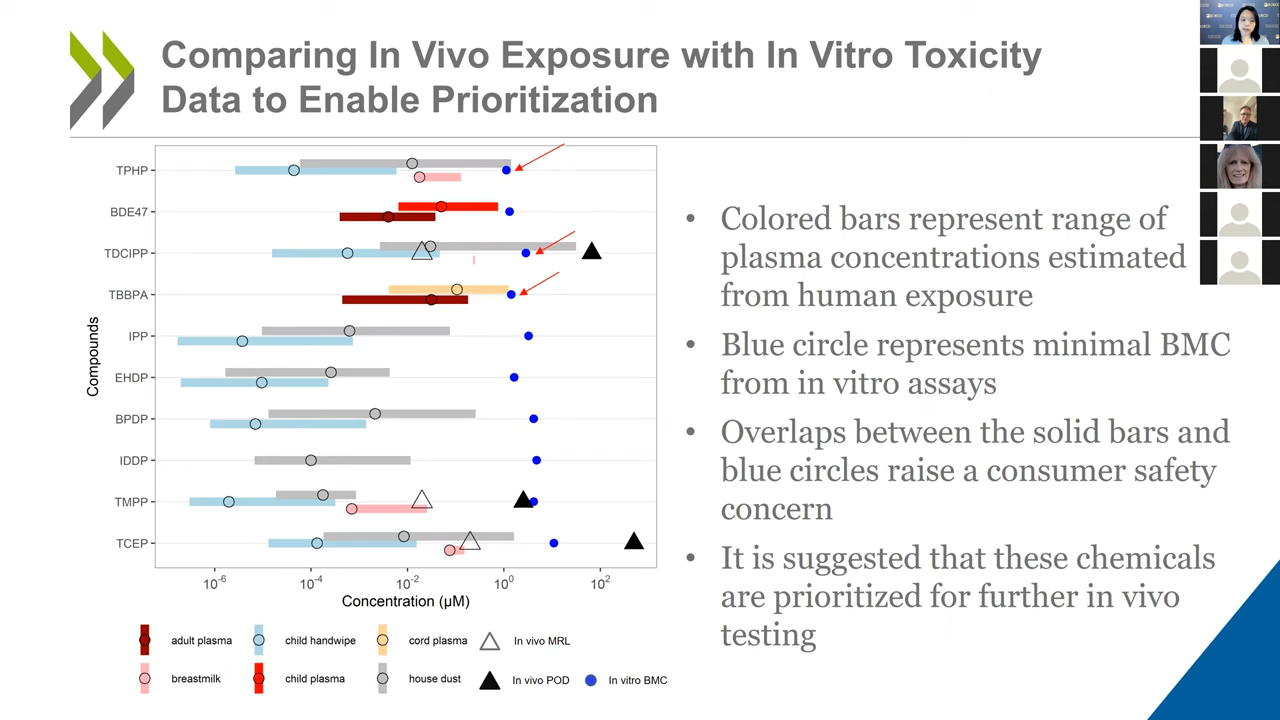 Comparing In Vivo Exposure with In Vitro Toxicity
Data to Enable Prioritization
TPHP
BDE47
TDCIPP
TBBPA
IPP
EHDP
BPDP
IDDP
TMPP
TCEP
Compounds
10-6
10-4
10-2
100
102
Concentration (µM)
adult plasma
child handwipe
cord plasma
In vivo MRL
breastmilk
child plasma
house dust
In vivo POD
In vitro BMC
• Colored bars represent range of
plasma concentrations estimated
from human exposure
• Blue circle represents minimal BMC
from in vitro assays
• Overlaps between the solid bars and
blue circles raise a consumer safety
concern
• It is suggested that these chemicals
are prioritized for further in vivo
testing